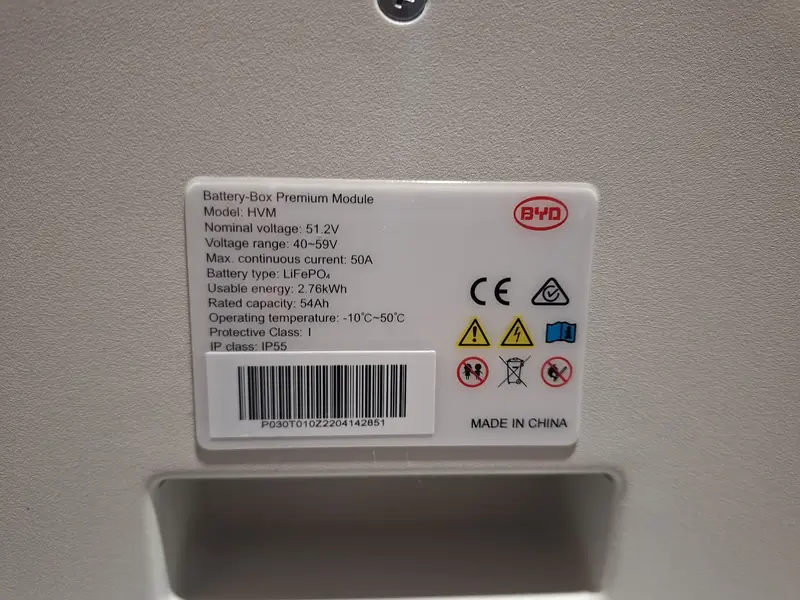 Battery-Box Premium Module
Model: HVM
Nominal voltage: 51.2V
Voltage range: 40~59V
Max. continuous current: 50A
Battery type: LiFePO₄
Usable energy: 2.76kWh
Rated capacity: 54Ah
Operating temperature: -10℃~50℃
Protective Class: I
IP class: IP55
P030T010Z2204142851
BYD
CE
MADE IN CHINA